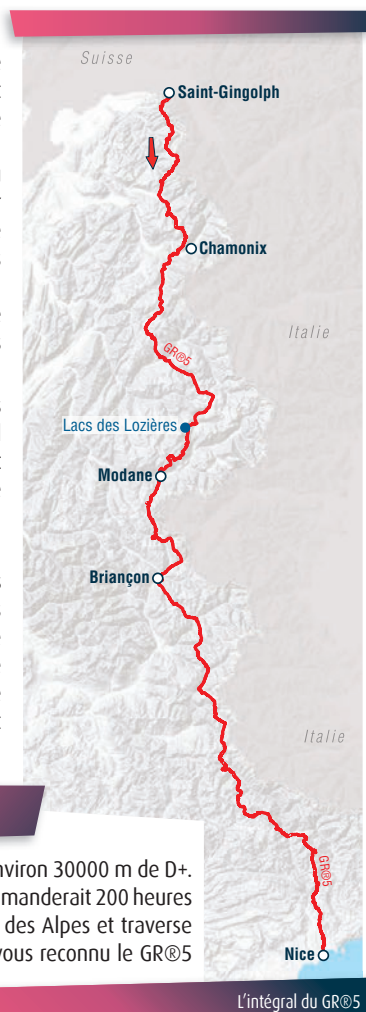 Suisse
Saint-Gingolph
Chamonix
Italie
GR®5
Lacs des Lozières
Modane
Briançon
Italie
GR®5
Nice
nviron 30000 m de D+.
manderait 200 heures
des Alpes et traverse
vous reconnu le GR®5
L'intégral du GR®5